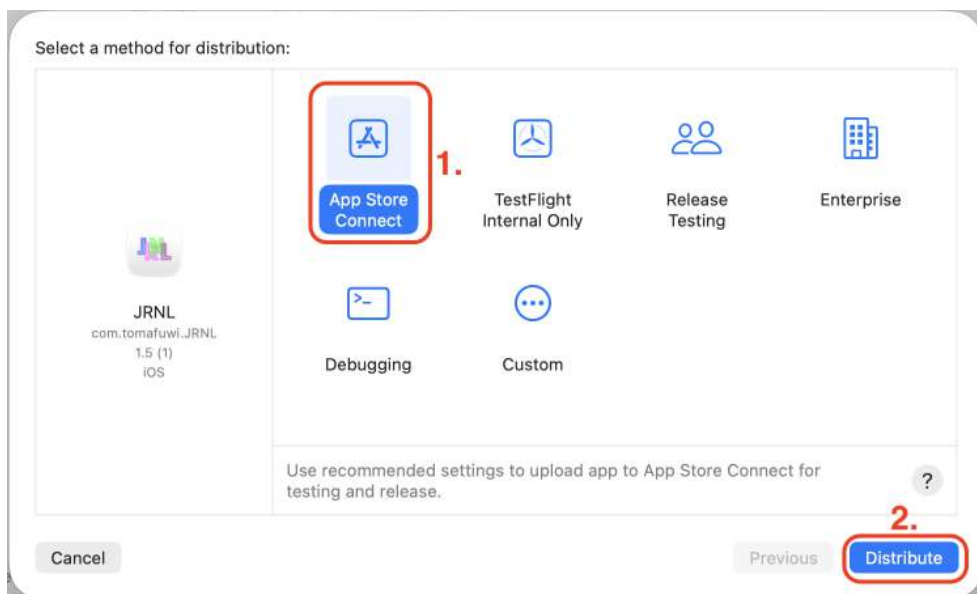 Select a method for distribution:
1.
App Store
Connect
TestFlight
Internal Only
Release
Testing
Enterprise
JRNL
JRNL
com.tomafuwi.JRNL
1.5 (1)
iOS
>_
Debugging
Custom
Use recommended settings to upload app to App Store Connect for
testing and release.
?
2.
Cancel
Previous
Distribute